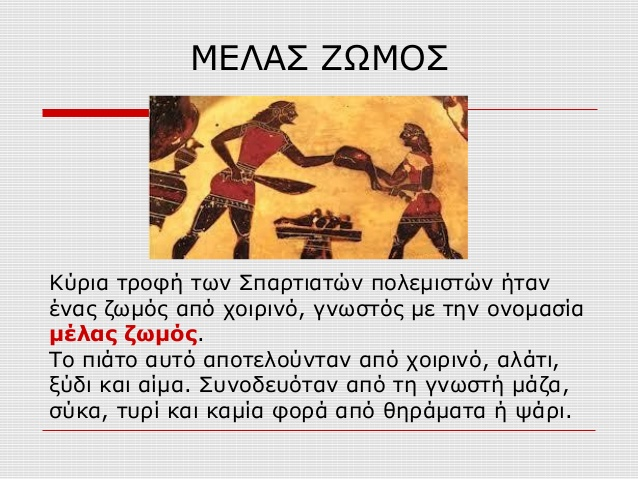 ΜΕΛΑΣ ΖΩΜΟΣ
Κύρια τροφή των Σπαρτιατών πολεμιστών ήταν
ένας ζωμός από χοιρινό, γνωστός με την ονομασία
μέλας ζωμός.
Το πιάτο αυτό αποτελούνταν από χοιρινό, αλάτι,
ξύδι και αίμα. Συνοδευόταν από τη γνωστή μάζα,
σύκα, τυρί και καμία φορά από θηράματα ή ψάρι.